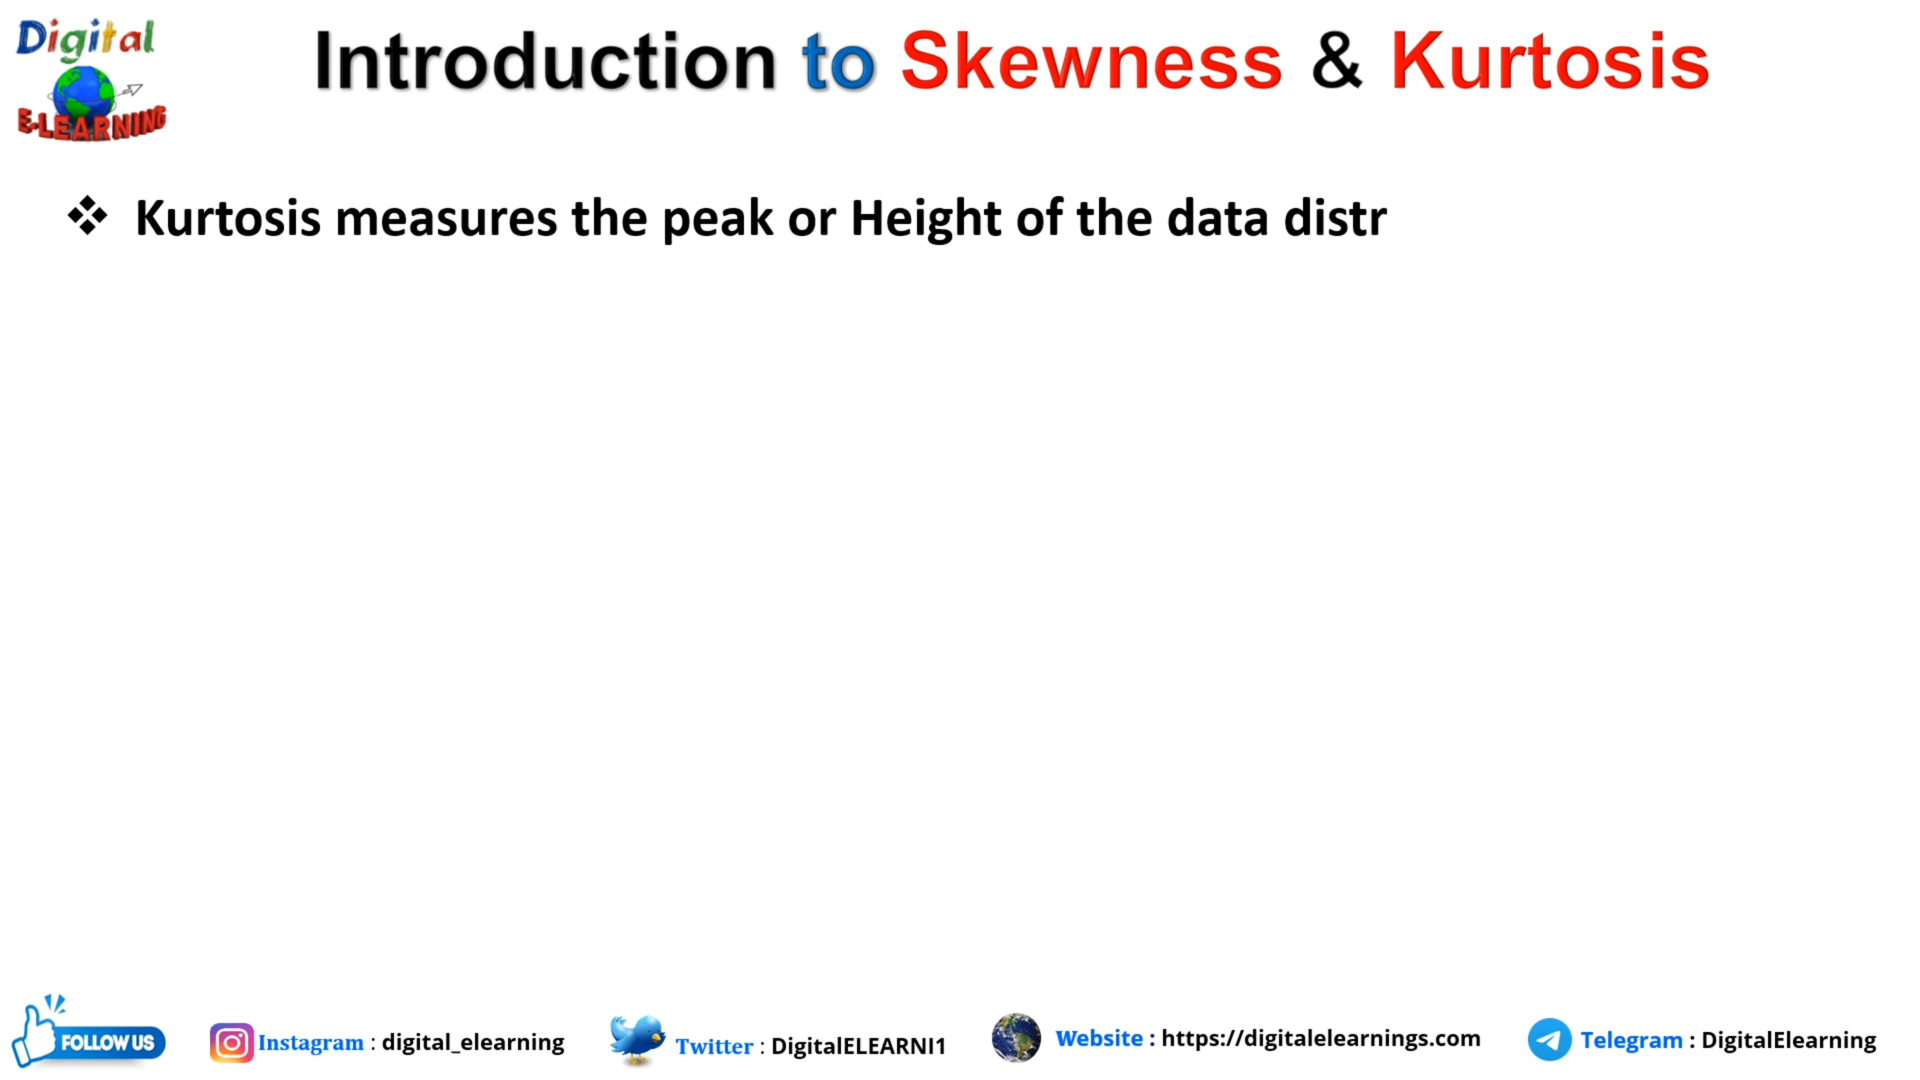 Digital
E-LEARNING
Introduction to Skewness & Kurtosis
❖ Kurtosis measures the peak or Height of the data distr
FOLLOW US
Instagram : digital_elearning
Twitter : DigitalELEARNI1
Website : https://digitalelearnings.com
Telegram : DigitalElearning